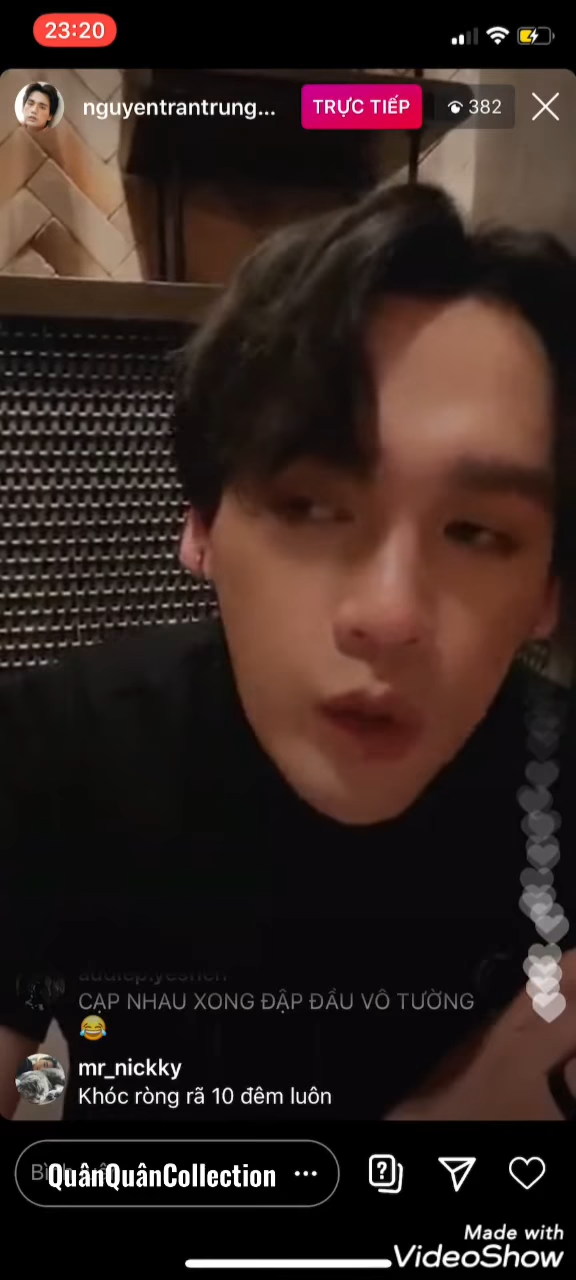 23:20
nguyentrantrung...
TRỰC TIẾP
382
CẠP NHAU XONG ĐẬP ĐẦU VÔ TƯỜNG
😂
mr_nickky
Khóc ròng rã 10 đêm luôn
QuânQuânCollection
Made with
VideoShow